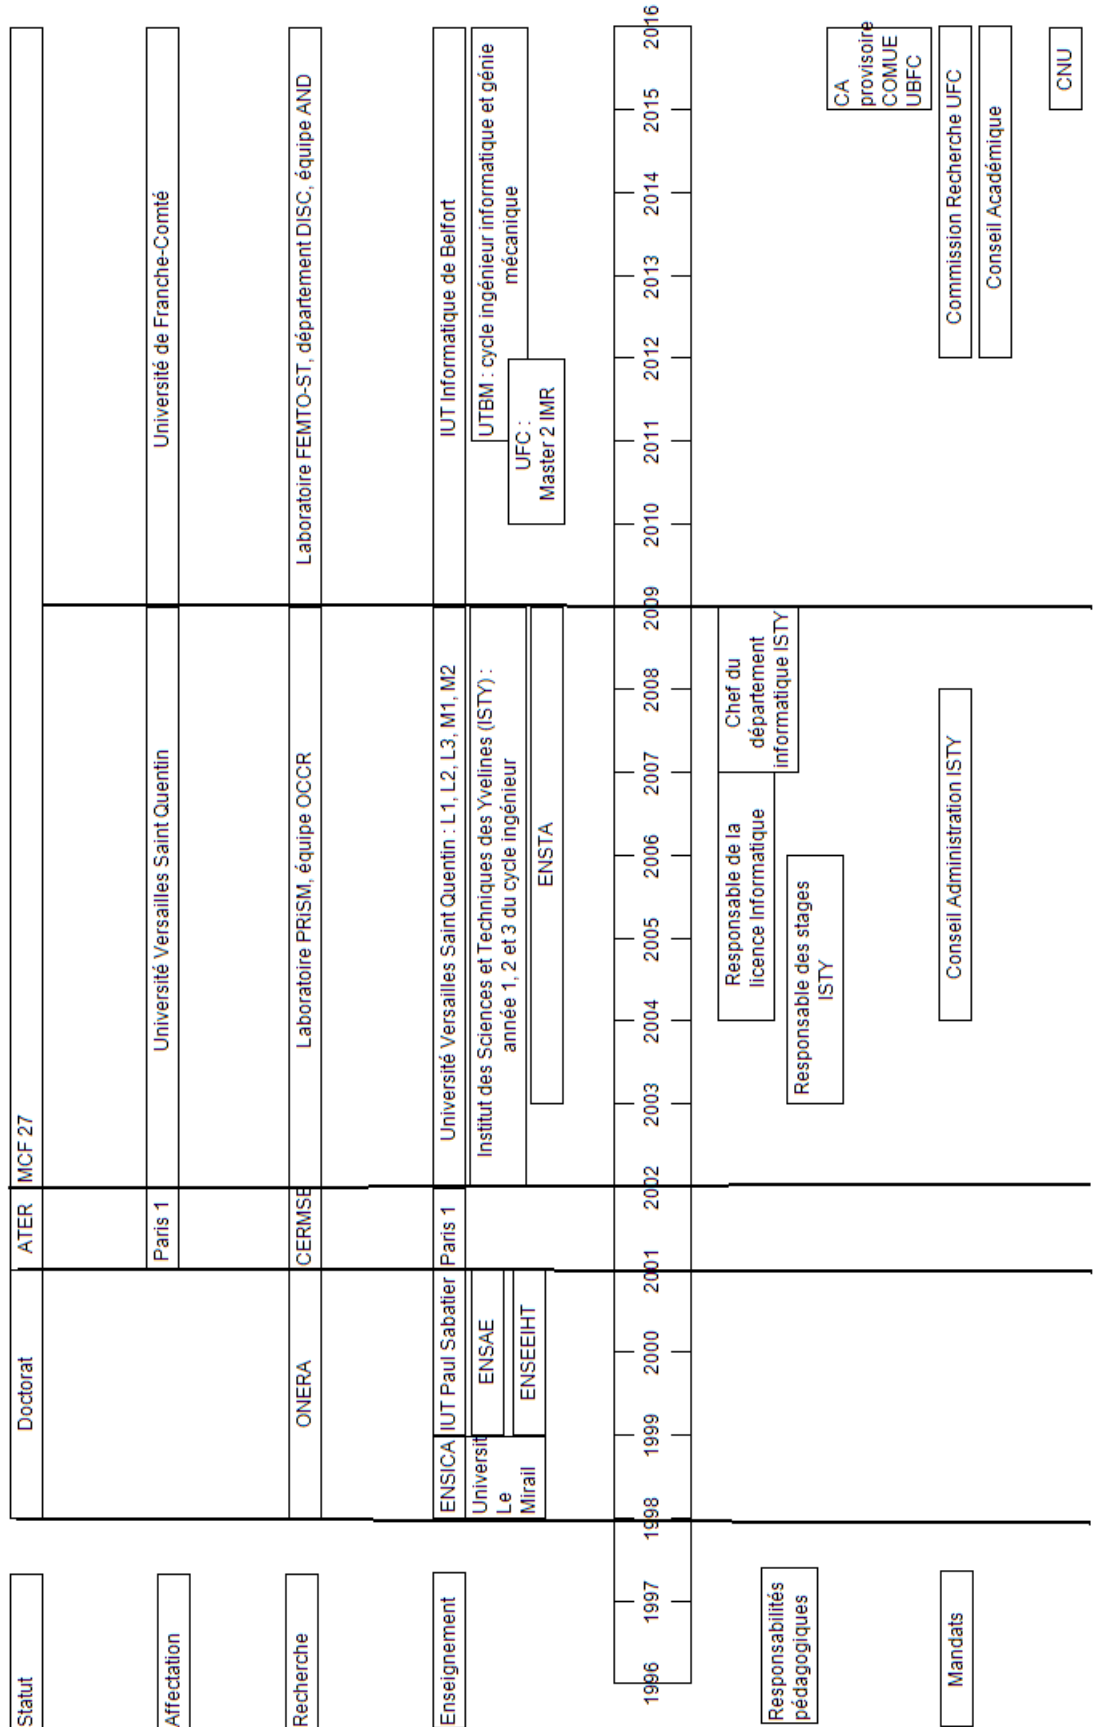 Statut
Doctorat
ATER
MCF 27
Affectation
Paris 1
Université Versailles Saint Quentin
Université de Franche-Comté
Recherche
ONERA
CERMSE
Laboratoire PRiSM, équipe OCCR
Laboratoire FEMTO-ST, département DISC, équipe AND
Enseignement
ENSICA
IUT Paul Sabatier
Paris 1
Université Versailles Saint Quentin : L1, L2, L3, M1, M2
IUT Informatique de Belfort
Universit
Le
Mirail
ENSAE
ENSEEIHT
Institut des Sciences et Techniques des Yvelines (ISTY) :
année 1, 2 et 3 du cycle ingénieur
ENSTA
UTBM : cycle ingénieur informatique et génie
mécanique
UFC :
Master 2 IMR
1996
1997
1998
1999
2000
2001
2002
2003
2004
2005
2006
2007
2008
2009
2010
2011
2012
2013
2014
2015
2016
Responsabilités
pédagogiques
Responsable de la
licence Informatique
Responsable des stages
ISTY
Chef du
département
informatique ISTY
Mandats
Conseil Administration ISTY
CA
provisoire
COMUE
UBFC
Commission Recherche UFC
Conseil Académique
CNU